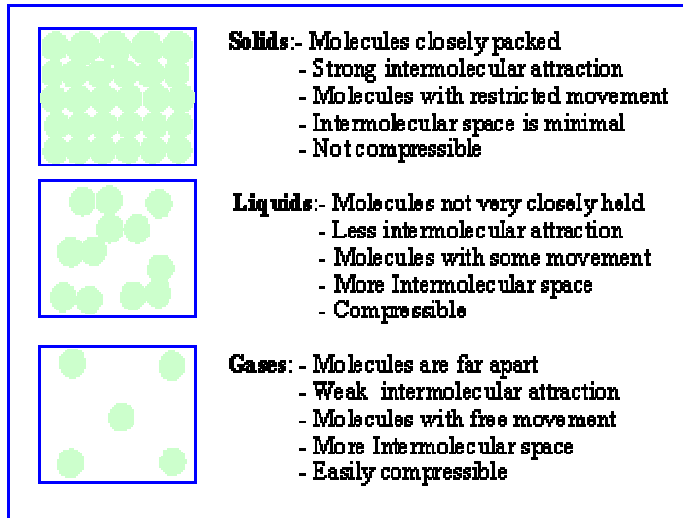 Solids:- Molecules closely packed
- Strong intermolecular attraction
- Molecules with restricted movement
- Intermolecular space is minimal
- Not compressible
Liquids:- Molecules not very closely held
- Less intermolecular attraction
- Molecules with some movement
- More Intermolecular space
- Compressible
Gases: - Molecules are far apart
- Weak intermolecular attraction
- Molecules with free movement
- More Intermolecular space
- Easily compressible